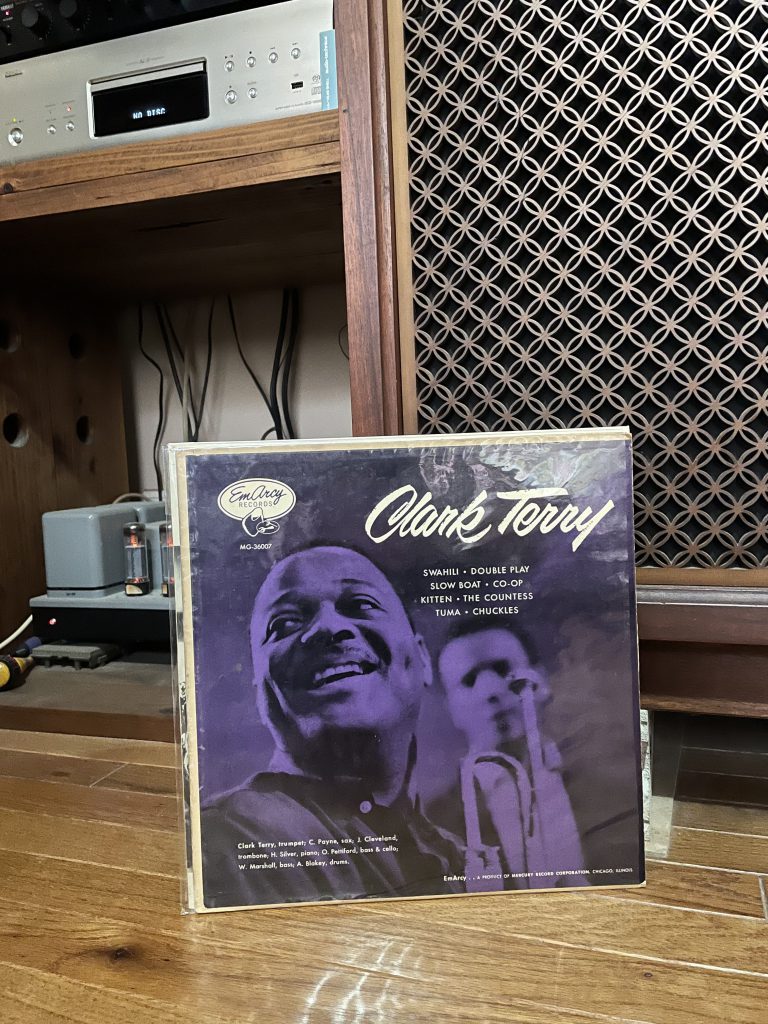 NO DISC
audio-technica
EmArcy
RECORDS
MG-36007
Clark Terry
SWAHILI • DOUBLE PLAY
SLOW BOAT • CO-OP
KITTEN • THE COUNTESS
TUMA • CHUCKLES
Clark Terry, trumpet; C. Payne, sax; J. Cleveland,
trombone; H. Silver, piano; O. Pettiford, bass & cello;
W. Marshall, bass; A. Blakey, drums.
EmArcy . . A PRODUCT OF MERCURY RECORD CORPORATION, CHICAGO, ILLINOIS